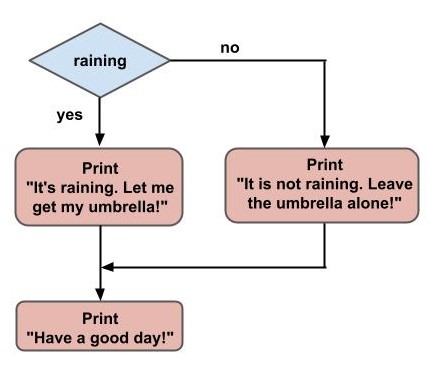 raining
no
yes
Print
"It's raining. Let me
get my umbrella!"
Print
"It is not raining. Leave
the umbrella alone!"
Print
"Have a good day!"